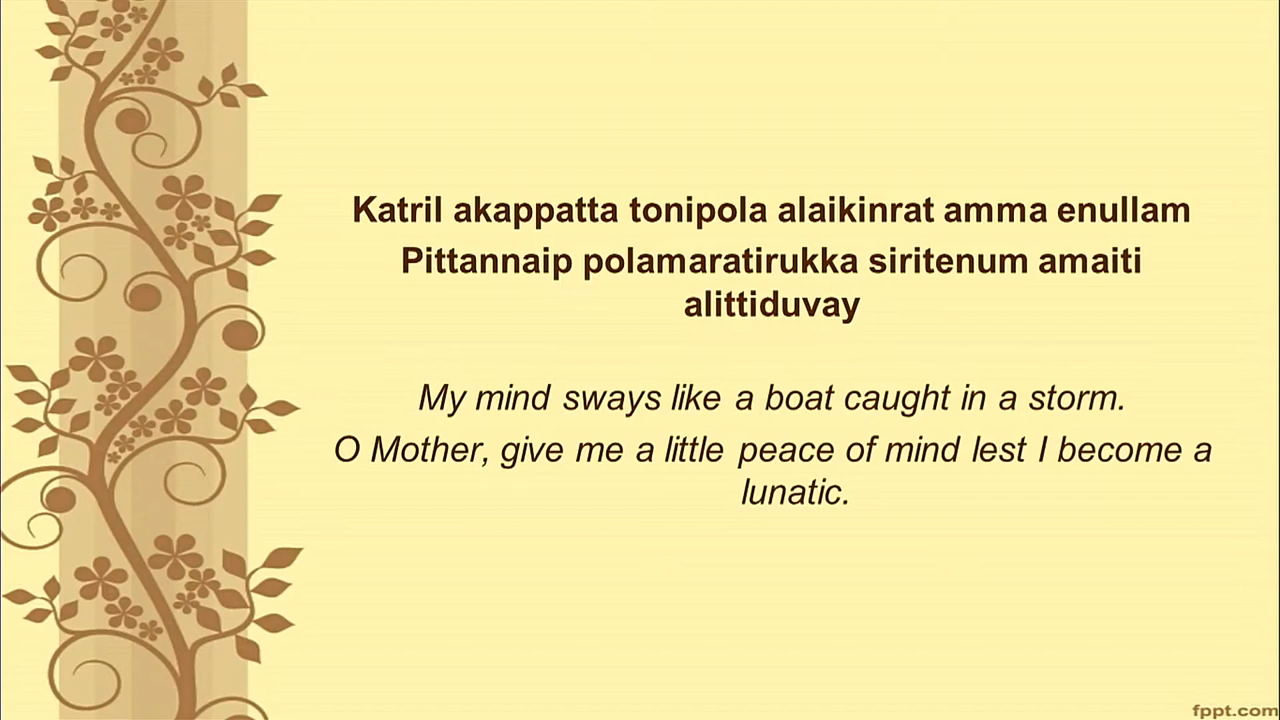 Katril akappatta tonipola alaikinrat amma enullam
Pittannaip polamaratirukka siritenum amaiti
alittiduvay
My mind sways like a boat caught in a storm.
O Mother, give me a little peace of mind lest I become a
lunatic.
fppt.com